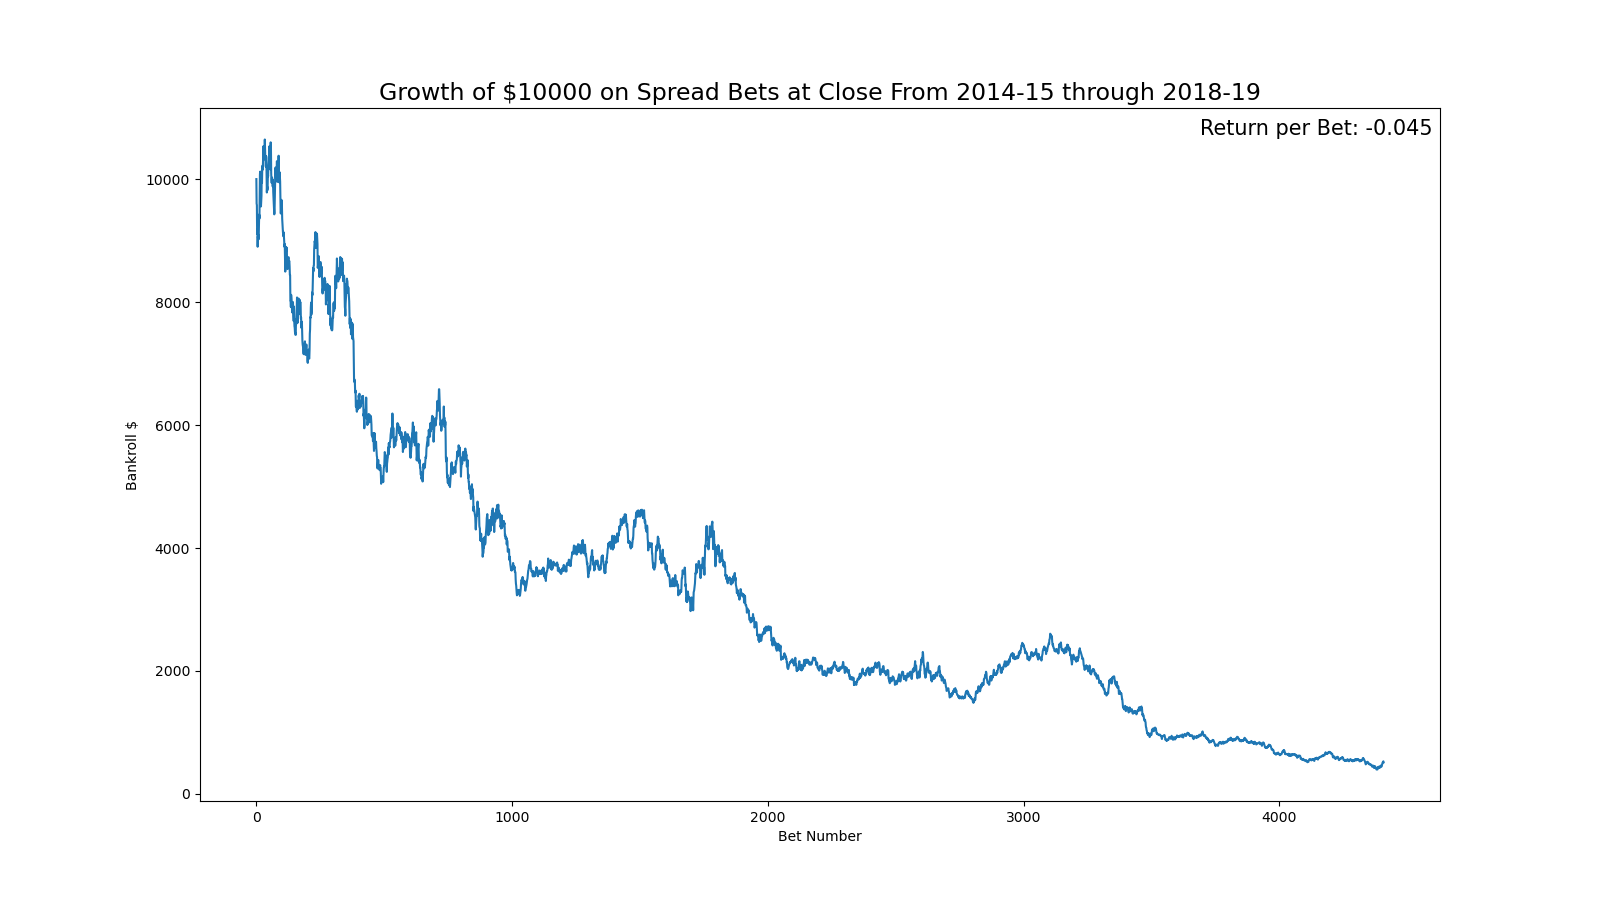 Growth of $10000 on Spread Bets at Close From 2014-15 through 2018-19
Return per Bet: -0.045
10000
8000
6000
4000
2000
0
Bankroll $
0 1000 2000 3000 4000
Bet Number